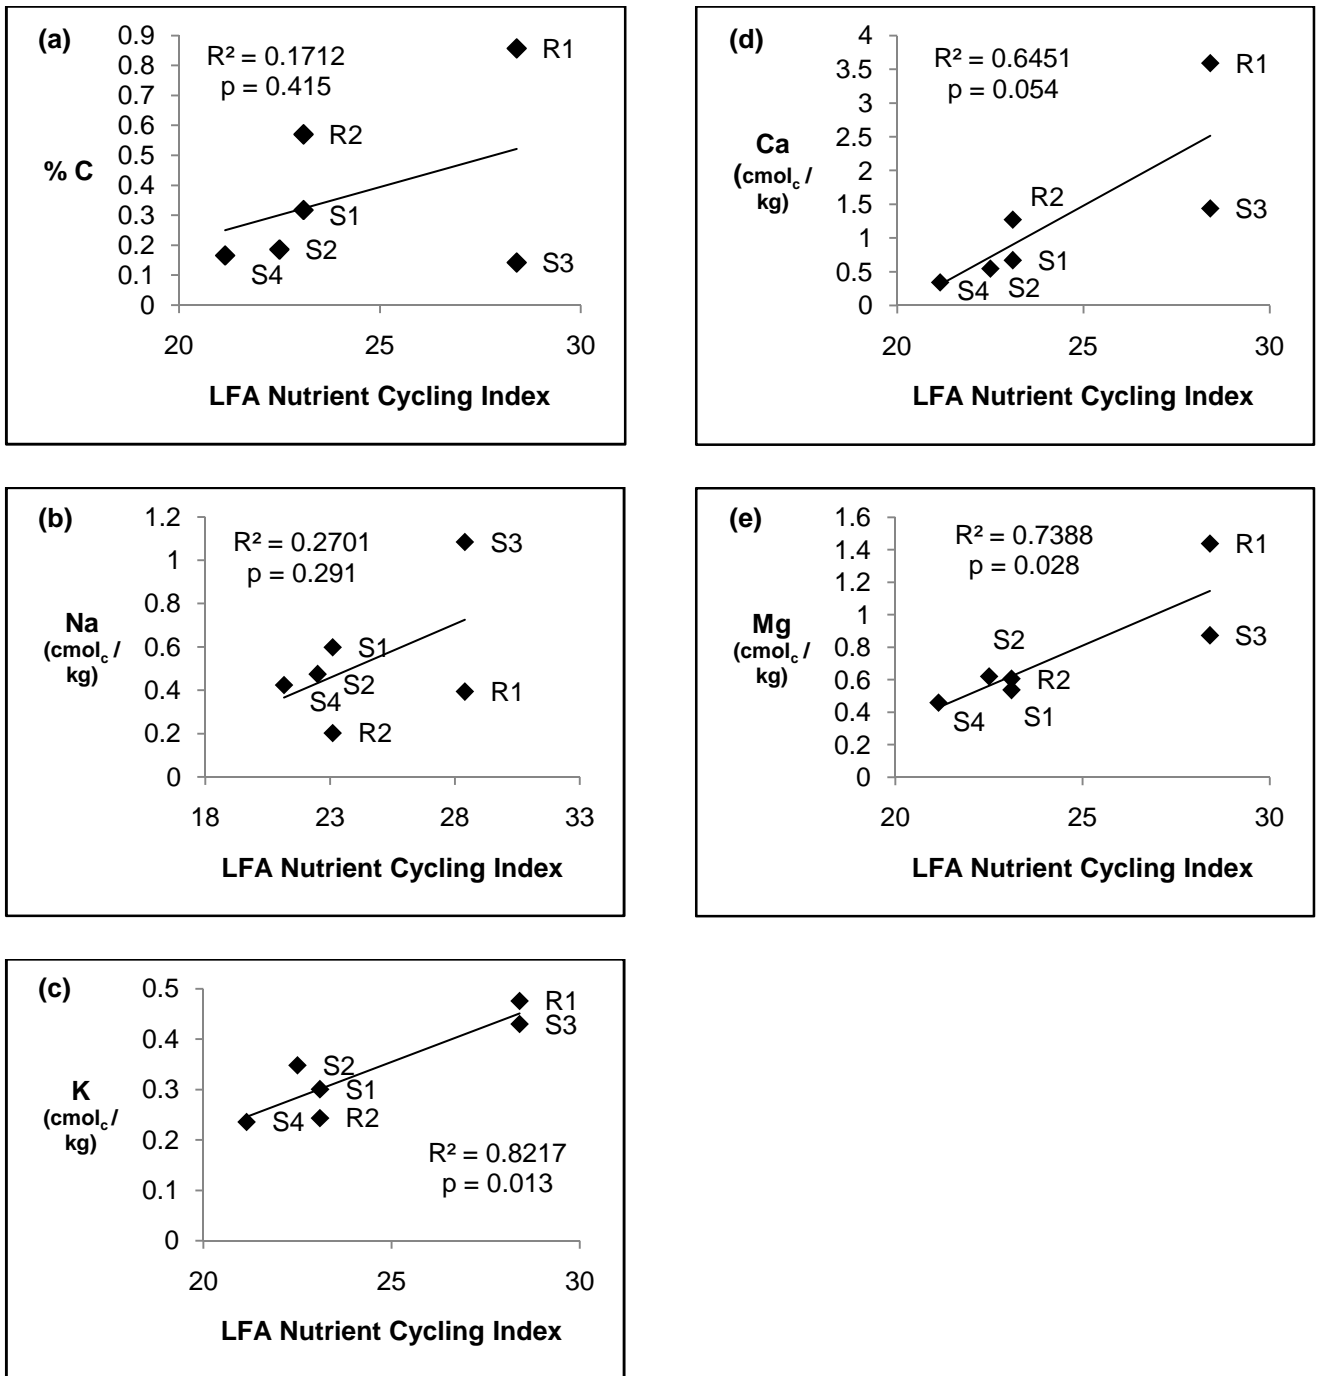 (a)
R² = 0.1712
p = 0.415
% C
0.9
0.8
0.7
0.6
0.5
0.4
0.3
0.2
0.1
0
R1
R2
S1
S2
S4
S3
20
25
30
LFA Nutrient Cycling Index
(d)
R² = 0.6451
p = 0.054
Ca
(cmolc /
kg)
4
3.5
3
2.5
2
1.5
1
0.5
0
R1
R2
S3
S1
S4
S2
20
25
30
LFA Nutrient Cycling Index
(b)
R² = 0.2701
p = 0.291
Na
(cmolc /
kg)
1.2
1
0.8
0.6
0.4
0.2
0
S3
S1
S2
S4
R1
R2
18
23
28
33
LFA Nutrient Cycling Index
(e)
R² = 0.7388
p = 0.028
Mg
(cmolc /
kg)
1.6
1.4
1.2
1
0.8
0.6
0.4
0.2
0
R1
S3
S2
R2
S4
S1
20
25
30
LFA Nutrient Cycling Index
(c)
K
(cmolc /
kg)
0.5
0.4
0.3
0.2
0.1
0
R1
S3
S2
S1
S4
R2
R² = 0.8217
p = 0.013
20
25
30
LFA Nutrient Cycling Index